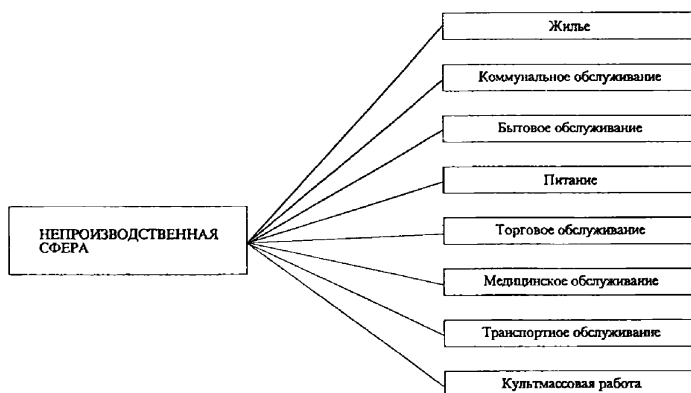 Жилье
Коммунальное обслуживание
Бытовое обслуживание
Питание
НЕПРОИЗВОДСТВЕННАЯ
СФЕРА
Торговое обслуживание
Медицинское обслуживание
Транспортное обслуживание
Культмассовая работа